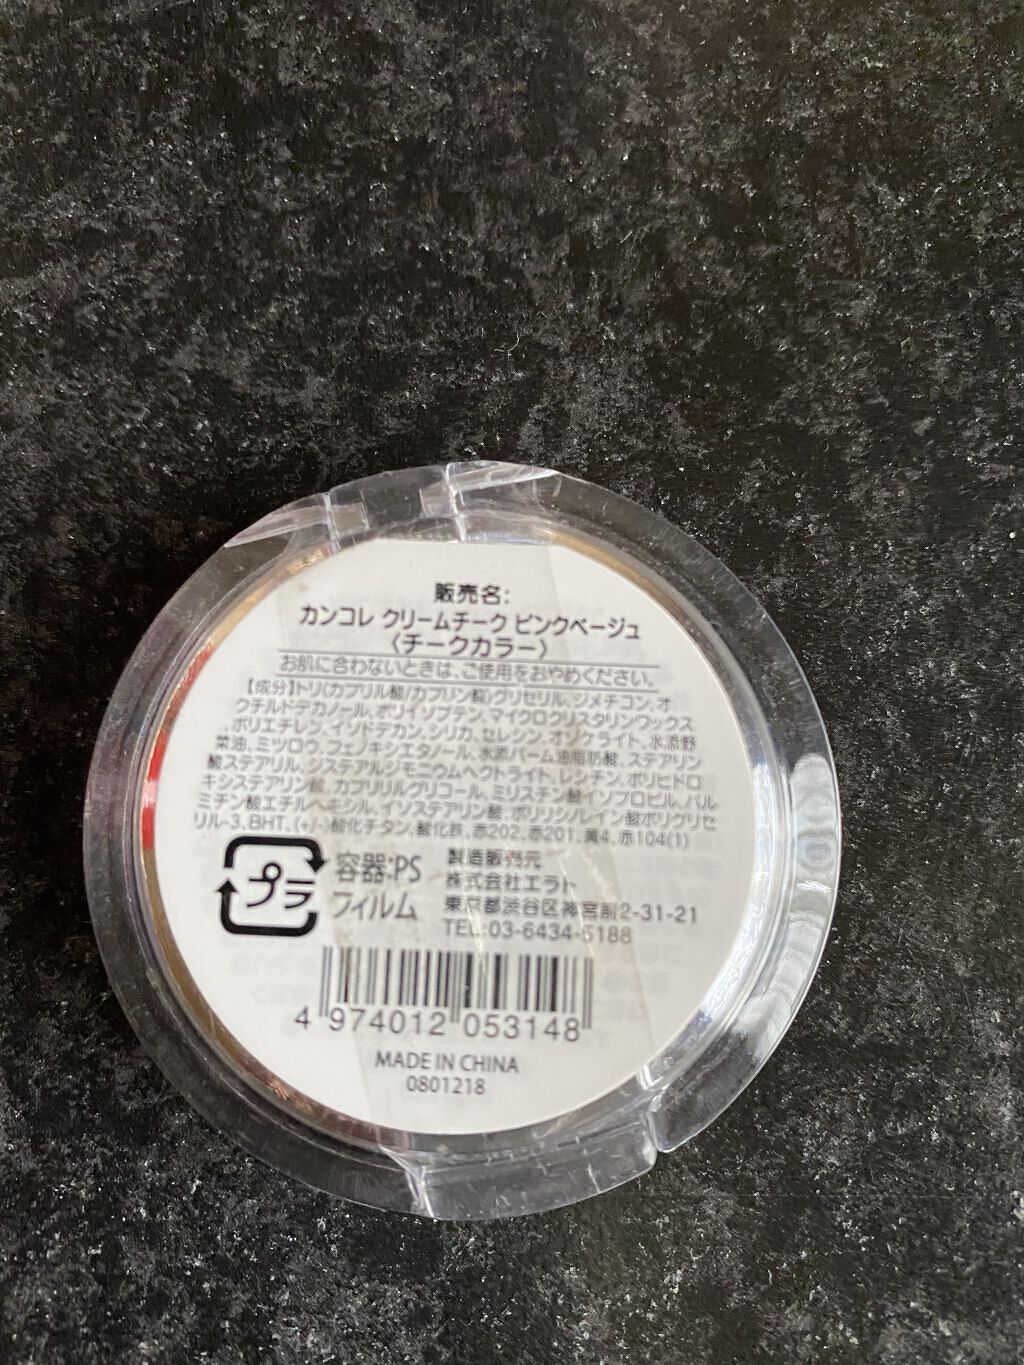 販売名:
カンコレ クリームチーク ピンクベージュ
〈チークカラー〉
お肌に合わないときは、ご使用をおやめください。
【成分】トリ(カプリル酸/カプリン酸)グリセリル、ジメチコン、オ
クチルドデカノール、ポリイソブテン、マイクロクリスタリンワックス
、ポリエチレン、イソドデカン、シリカ、セレシン、オゾケライト、水添野
菜油、ミツロウ、フェノキシエタノール、水添パーム油脂肪酸、ステアリン
酸ステアリル、ジステアルジモニウムヘクトライト、レシチン、ポリヒドロ
キシステアリン酸、カプリリルグリコール、ミリスチン酸イソプロピル、パル
ミチン酸エチルヘキシル、イソステアリン酸、ポリリシノレイン酸ポリグリセ
リル-3、BHT、(+/-)酸化チタン、酸化鉄、赤202、赤201、黄4、赤104(1)
プラ
容器:PS
フィルム
製造販売元
株式会社エラト
東京都渋谷区神宮前2-31-21
TEL:03-6434-5188
4 974012 053148
MADE IN CHINA
0801218